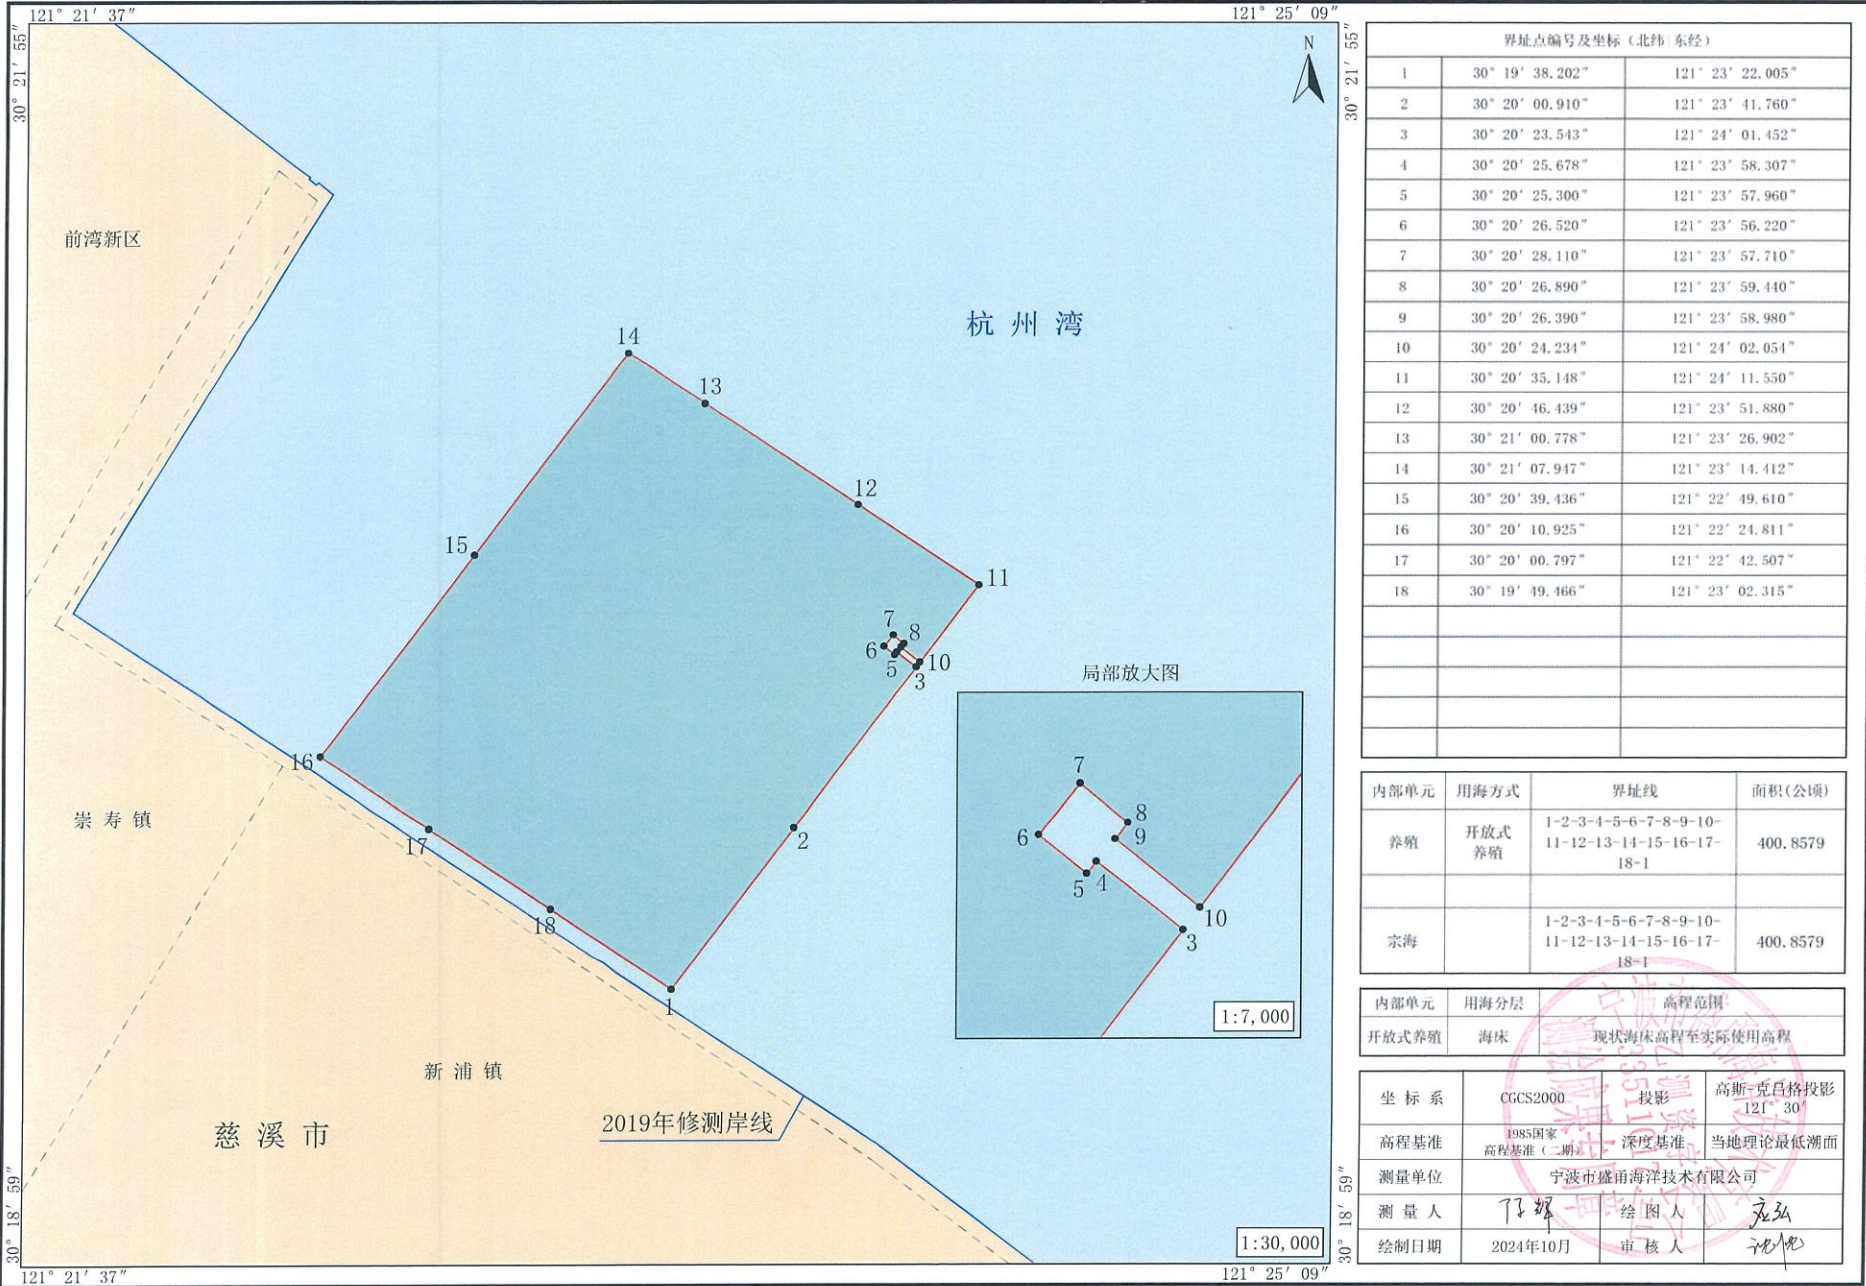 121° 21′ 37″
121° 25′ 09″
30° 21′ 55″
30° 21′ 55″
N
前湾新区
杭 州 湾
14
13
12
15
11
7
8
6
5
10
3
16
17
2
18
1
崇 寿 镇
新 浦 镇
慈 溪 市
2019年修测岸线
局部放大图
7
8
6
9
5
4
10
3
1:7,000
1:30,000
30° 18′ 59″
30° 18′ 59″
121° 21′ 37″
121° 25′ 09″
界址点编号及坐标（北纬|东经）
1 30° 19′ 38.202″ 121° 23′ 22.005″
2 30° 20′ 00.910″ 121° 23′ 41.760″
3 30° 20′ 23.543″ 121° 24′ 01.452″
4 30° 20′ 25.678″ 121° 23′ 58.307″
5 30° 20′ 25.300″ 121° 23′ 57.960″
6 30° 20′ 26.520″ 121° 23′ 56.220″
7 30° 20′ 28.110″ 121° 23′ 57.710″
8 30° 20′ 26.890″ 121° 23′ 59.440″
9 30° 20′ 26.390″ 121° 23′ 58.980″
10 30° 20′ 24.234″ 121° 24′ 02.054″
11 30° 20′ 35.148″ 121° 24′ 11.550″
12 30° 20′ 46.439″ 121° 23′ 51.880″
13 30° 21′ 00.778″ 121° 23′ 26.902″
14 30° 21′ 07.947″ 121° 23′ 14.412″
15 30° 20′ 39.436″ 121° 22′ 49.610″
16 30° 20′ 10.925″ 121° 22′ 24.811″
17 30° 20′ 00.797″ 121° 22′ 42.507″
18 30° 19′ 49.466″ 121° 23′ 02.315″
内部单元 用海方式 界址线 面积(公顷)
养殖 开放式
养殖 1-2-3-4-5-6-7-8-9-10-
11-12-13-14-15-16-17-
18-1 400.8579
宗海 1-2-3-4-5-6-7-8-9-10-
11-12-13-14-15-16-17-
18-1 400.8579
内部单元 用海分层 高程范围
开放式养殖 海床 现状海床高程至实际使用高程
坐 标 系 CGCS2000 投影 高斯-克吕格投影
121° 30′
高程基准 1985国家
高程基准（二期） 深度基准 当地理论最低潮面
测量单位 宁波市盛甬海洋技术有限公司
测 量 人 绘 图 人
绘制日期 2024年10月 审 核 人